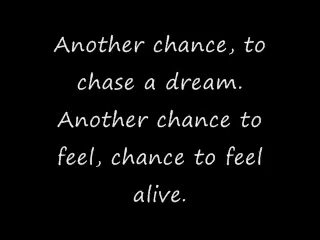 Another chance, to
chase a dream.
Another chance to
feel, chance to feel
alive.